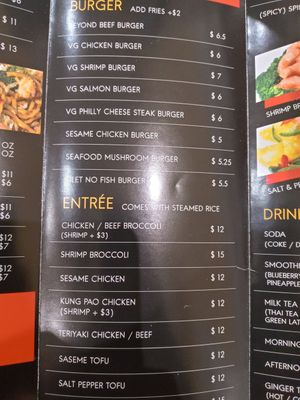 BURGER ADD FRIES +$2
BEYOND BEEF BURGER $ 6.5
VG CHICKEN BURGER $ 6
VG SHRIMP BURGER $ 7
VG SALMON BURGER $ 6
VG PHILLY CHEESE STEAK BURGER $ 7
SESAME CHICKEN BURGER $ 5
SEAFOOD MUSHROOM BURGER $ 5.25
FILET NO FISH BURGER $ 5.5
ENTRÉE COMES WITH STEAMED RICE
CHICKEN / BEEF BROCCOLI $ 12
(SHRIMP + $3)
SHRIMP BROCCOLI $ 15
SESAME CHICKEN $ 12
KUNG PAO CHICKEN $ 12
(SHRIMP + $3)
TERIYAKI CHICKEN / BEEF $ 12
SASEME TOFU $ 12
SALT PEPPER TOFU $ 12
$ 11
$ 13
OZ
OZ
$11
$6
$11
$6
$12
$7
$12
$7
(SPICY) SPI
SHRIMP BR
SALT & P
DRIN
SODA
(COKE / D
SMOOTH
(BLUEBERRY
PINEAPPLE
MILK TEA
(THAI TEA
GREEN LAT
MORNING
AFTERNO
GINGER T
(HOT / CO